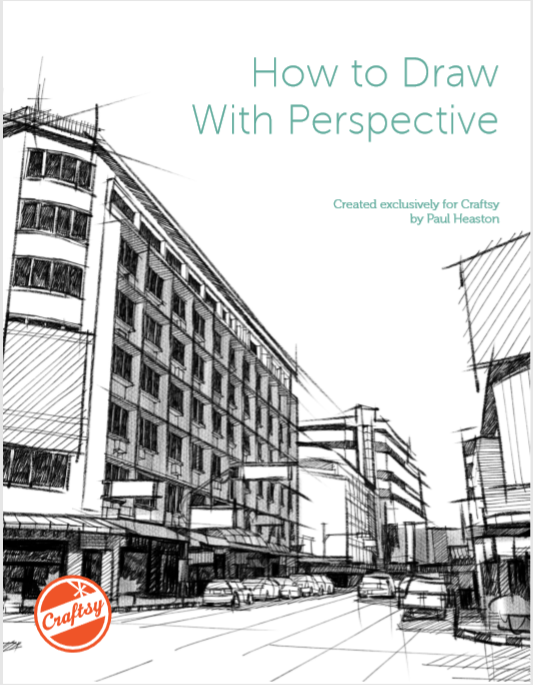 How to Draw
With Perspective
Created exclusively for Craftsy
by Paul Heaston
Craftsy